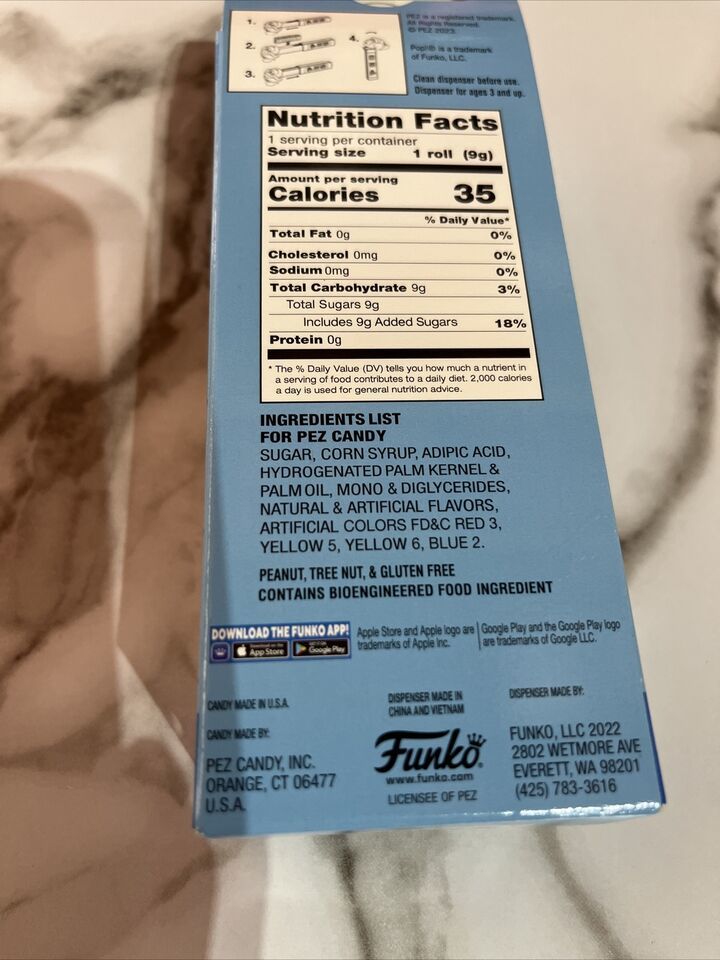 1.
2.
3.
4.
PEZ is a registered trademark.
All Rights Reserved.
© PEZ 2023
Pop!® is a trademark
of Funko, LLC.
Clean dispenser before use.
Dispenser for ages 3 and up.
Nutrition Facts
1 serving per container
Serving size 1 roll (9g)
Amount per serving
Calories 35
% Daily Value*
Total Fat 0g 0%
Cholesterol 0mg 0%
Sodium 0mg 0%
Total Carbohydrate 9g 3%
Total Sugars 9g
Includes 9g Added Sugars 18%
Protein 0g
* The % Daily Value (DV) tells you how much a nutrient in
a serving of food contributes to a daily diet. 2,000 calories
a day is used for general nutrition advice.
INGREDIENTS LIST
FOR PEZ CANDY
SUGAR, CORN SYRUP, ADIPIC ACID,
HYDROGENATED PALM KERNEL &
PALM OIL, MONO & DIGLYCERIDES,
NATURAL & ARTIFICIAL FLAVORS,
ARTIFICIAL COLORS FD&C RED 3,
YELLOW 5, YELLOW 6, BLUE 2.
PEANUT, TREE NUT, & GLUTEN FREE
CONTAINS BIOENGINEERED FOOD INGREDIENT
DOWNLOAD THE FUNKO APP!
App Store
Google Play
Apple Store and Apple logo are
trademarks of Apple Inc.
Google Play and the Google Play logo
are trademarks of Google LLC.
CANDY MADE IN U.S.A.
CANDY MADE BY:
PEZ CANDY, INC.
ORANGE, CT 06477
U.S.A.
DISPENSER MADE IN
CHINA AND VIETNAM
Funko®
www.funko.com
LICENSEE OF PEZ
DISPENSER MADE BY:
FUNKO, LLC 2022
2802 WETMORE AVE
EVERETT, WA 98201
(425) 783-3616